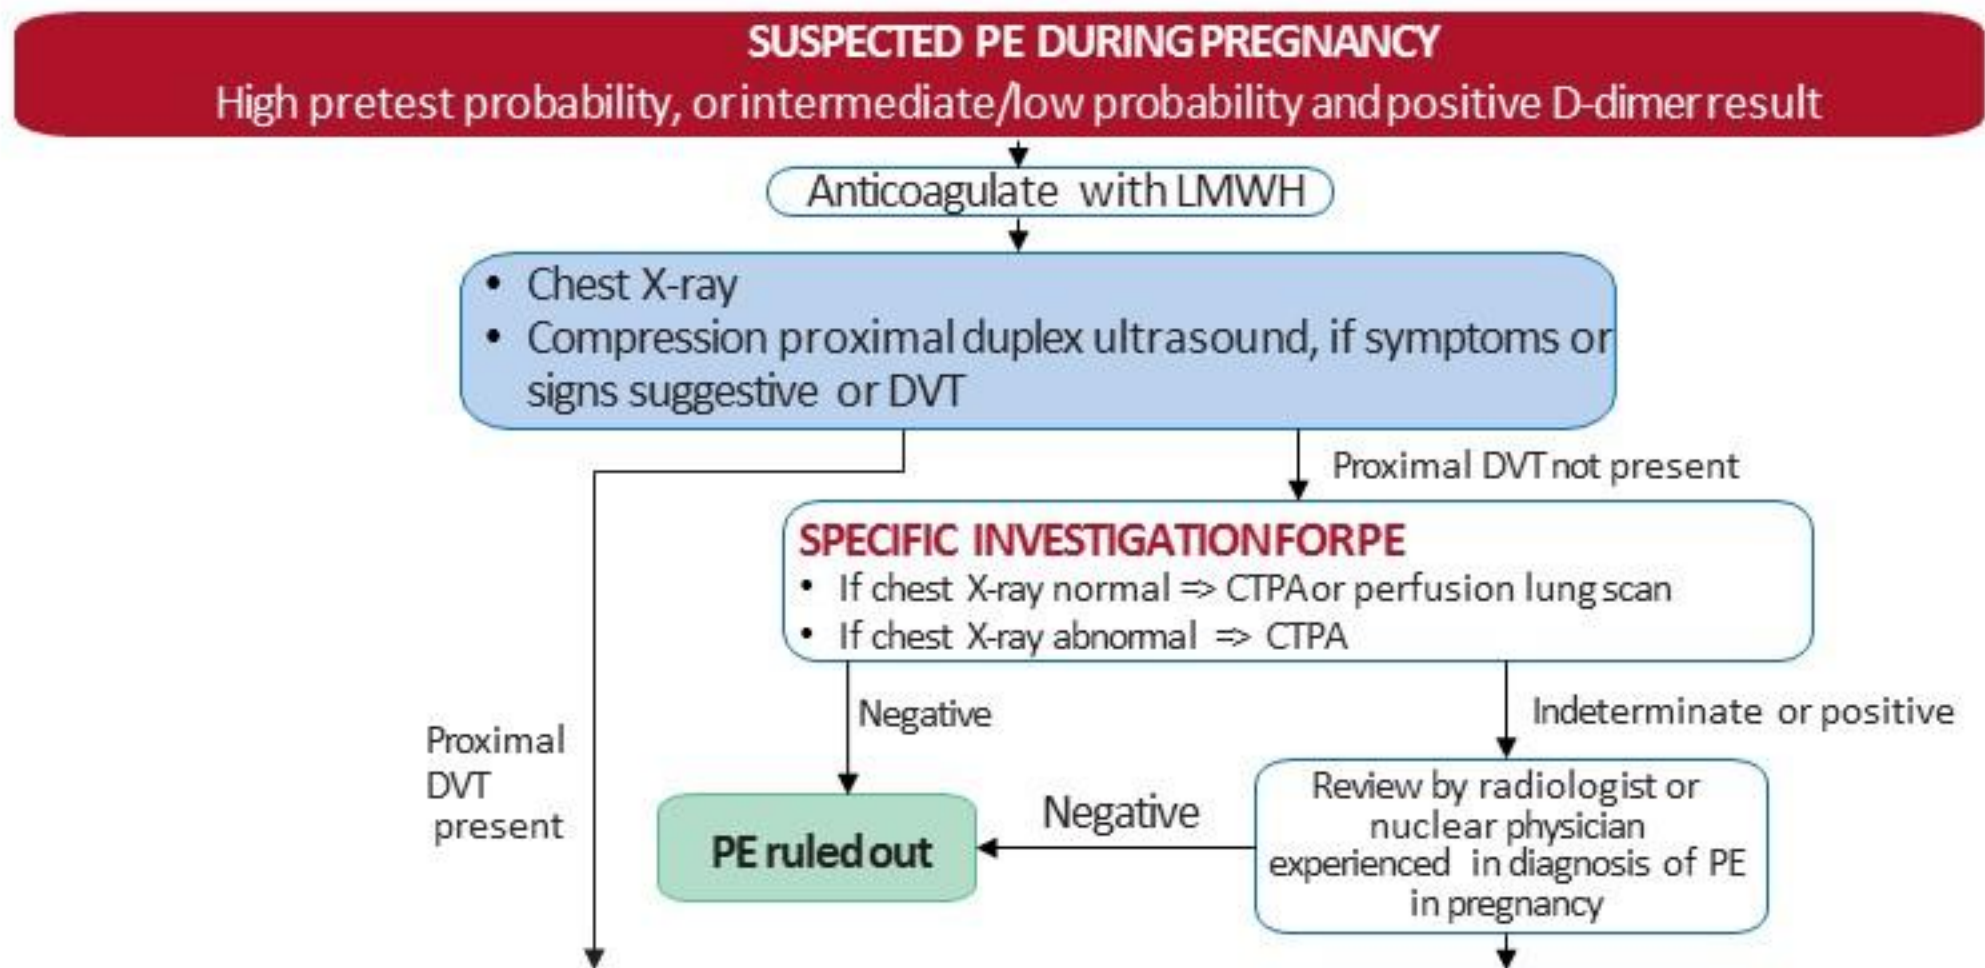 SUSPECTED PE DURING PREGNANCY
High pretest probability, or intermediate/low probability and positive D-dimer result
Anticoagulate with LMWH
• Chest X-ray
• Compression proximal duplex ultrasound, if symptoms or
signs suggestive or DVT
Proximal DVT not present
SPECIFIC INVESTIGATION FOR PE
• If chest X-ray normal => CTPA or perfusion lung scan
• If chest X-ray abnormal => CTPA
Negative
Indeterminate or positive
Proximal
DVT
present
Review by radiologist or
nuclear physician
experienced in diagnosis of PE
in pregnancy
Negative
PE ruled out